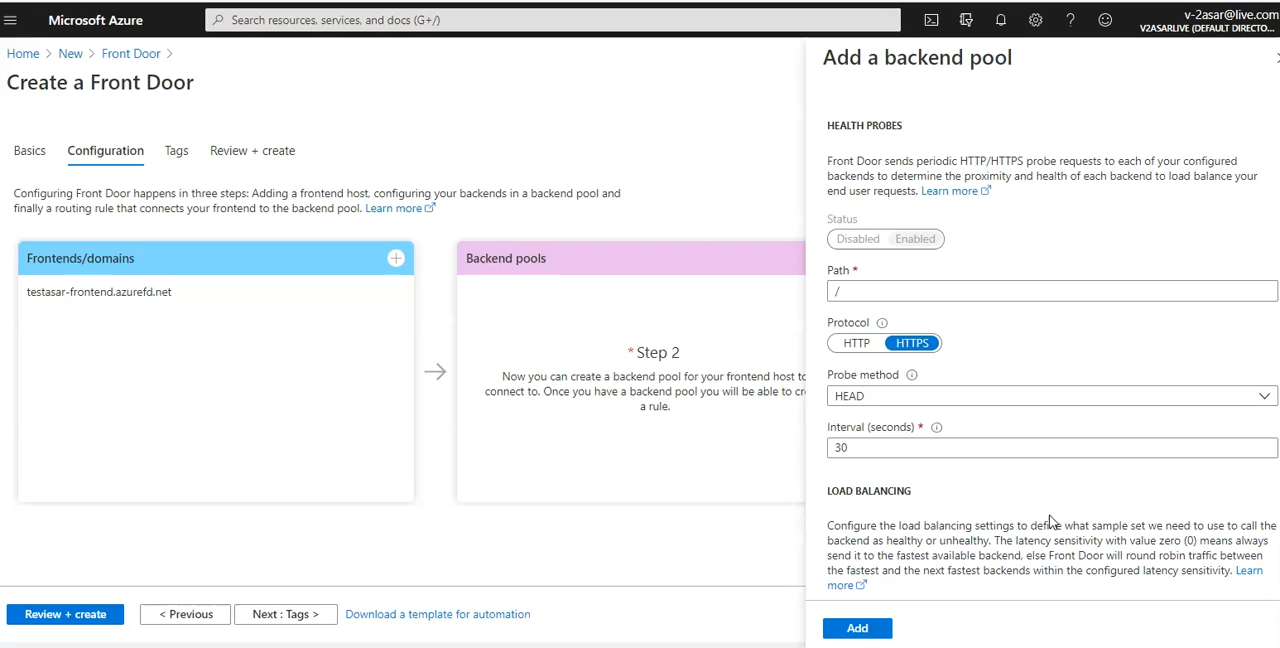 Microsoft Azure
Search resources, services, and docs (G+/)
v-2asar@live.com
V2ASARLIVE (DEFAULT DIRECTO...
Home > New > Front Door >
Create a Front Door
Basics
Configuration
Tags
Review + create
Configuring Front Door happens in three steps: Adding a frontend host, configuring your backends in a backend pool and
finally a routing rule that connects your frontend to the backend pool. Learn more
Frontends/domains
testasar-frontend.azurefd.net
Backend pools
* Step 2
Now you can create a backend pool for your frontend host to
connect to. Once you have a backend pool you will be able to cr
a rule.
Review + create
< Previous
Next : Tags >
Download a template for automation
Add a backend pool
HEALTH PROBES
Front Door sends periodic HTTP/HTTPS probe requests to each of your configured
backends to determine the proximity and health of each backend to load balance your
end user requests. Learn more
Status
Disabled Enabled
Path *
/
Protocol
HTTP HTTPS
Probe method
HEAD
Interval (seconds) *
30
LOAD BALANCING
Configure the load balancing settings to define what sample set we need to use to call the
backend as healthy or unhealthy. The latency sensitivity with value zero (0) means always
send it to the fastest available backend, else Front Door will round robin traffic between
the fastest and the next fastest backends within the configured latency sensitivity. Learn
more
Add